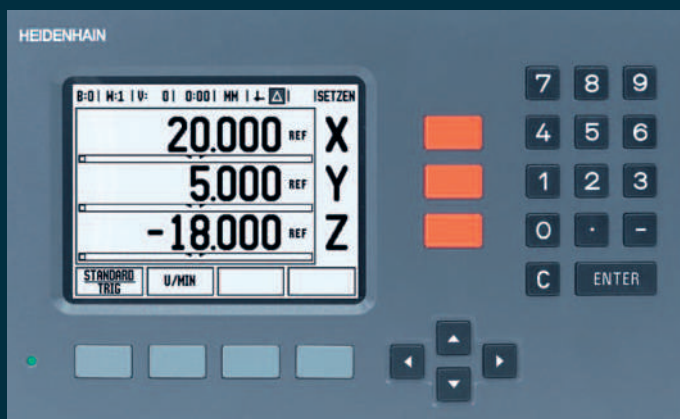 HEIDENHAIN
B:0| W:1 |V: 0| 0:00| MM | Δ| |SETZEN
20.000 REF X
5.000 REF Y
-18.000 REF Z
STANDARD
TRIG
U/MIN
7 8 9
4 5 6
1 2 3
0 · -
C ENTER